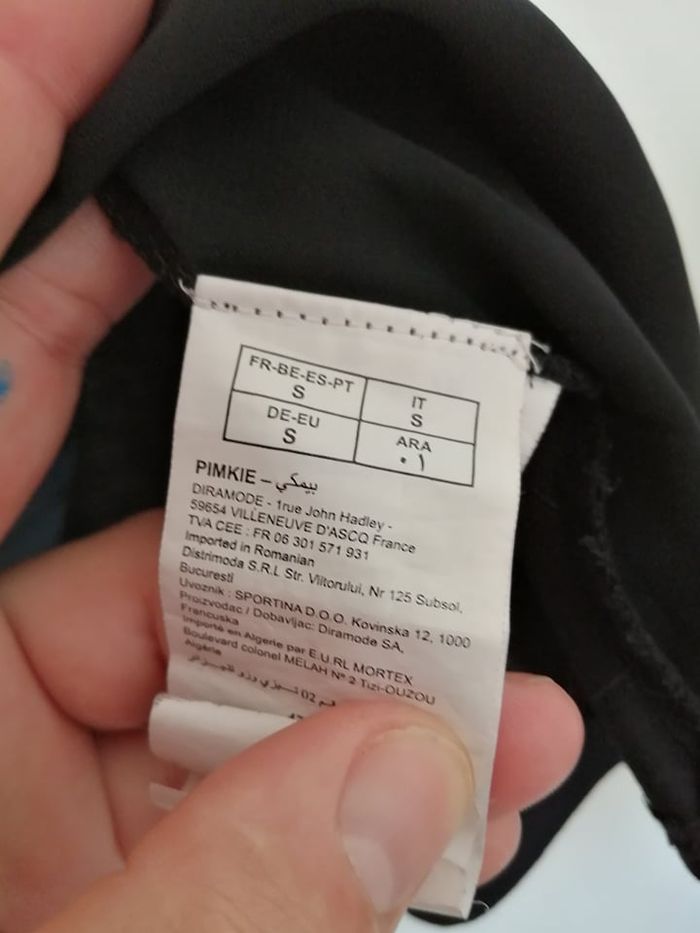 FR-BE-ES-PT
S
IT
S
DE-EU
S
ARA
٠١
PIMKIE – بيمكي
DIRAMODE - 1rue John Hadley -
59654 VILLENEUVE D'ASCQ France
TVA CEE : FR 06 301 571 931
Imported in Romanian
Distrimoda S.R.L Str. Viitorului, Nr 125 Subsol.
Bucuresti
Uvoznik : SPORTINA D.O.O. Kovinska 12, 1000
Proizvodac / Dobavljac: Diramode SA,
Francuska
Importé en Algerie par E.U.RL MORTEX
Boulevard colonel MELAH N° 2 Tizi-OUZOU
Algérie
02 تيزي وزو